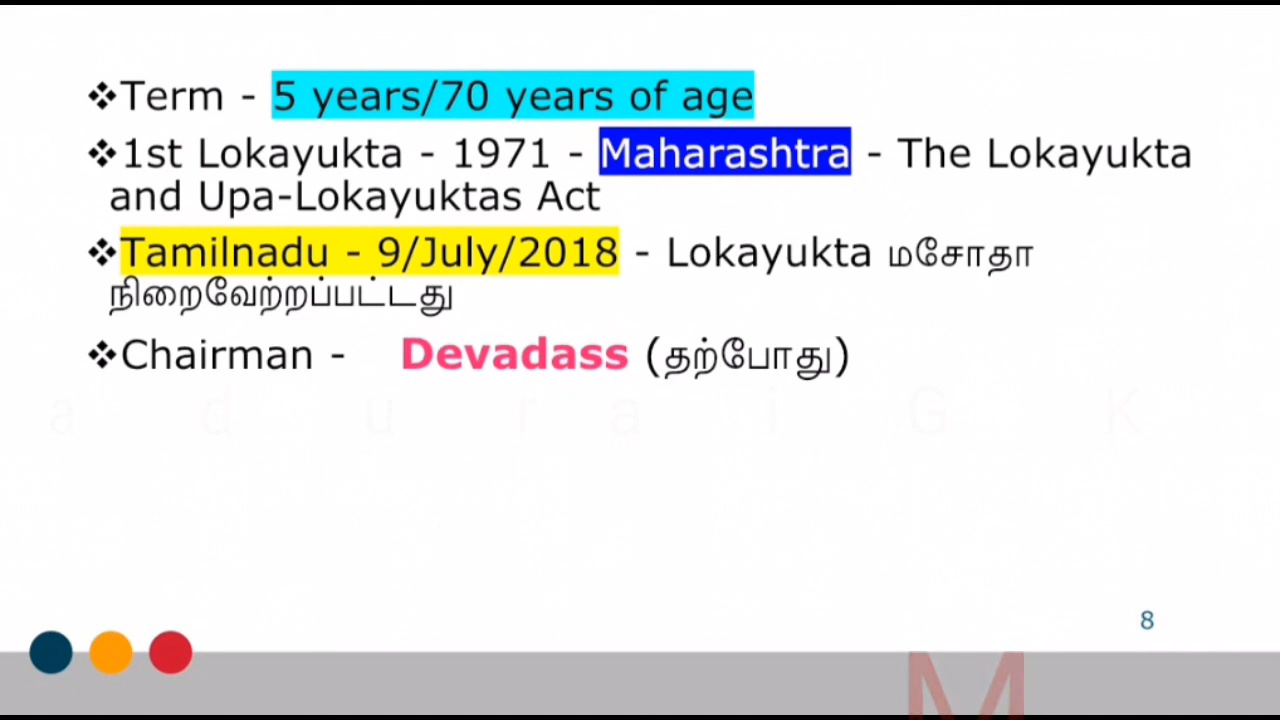 ❖Term - 5 years/70 years of age
❖1st Lokayukta - 1971 - Maharashtra - The Lokayukta
and Upa-Lokayuktas Act
❖Tamilnadu - 9/July/2018 - Lokayukta மசோதா
நிறைவேற்றப்பட்டது
❖Chairman - Devadass (தற்போது)
a d u r a i G K
8
M